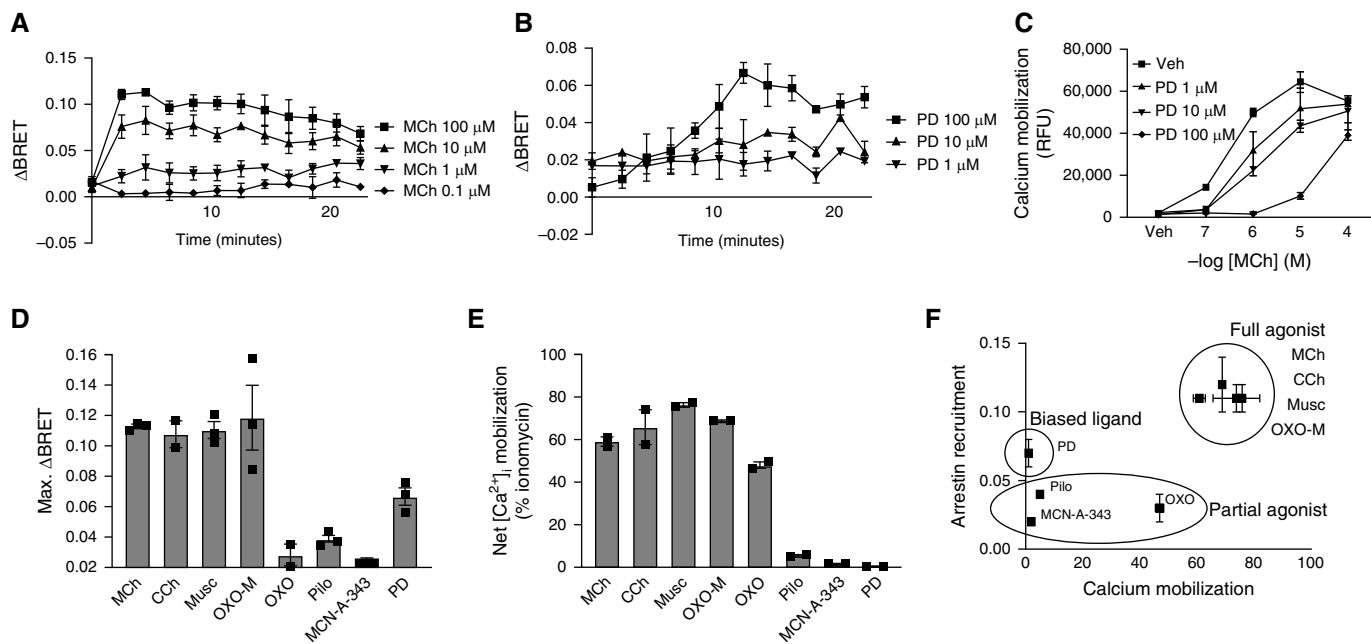 A
ΔBRET
0.15
0.10
0.05
0.00
–0.05
10
20
Time (minutes)
MCh 100 μM
MCh 10 μM
MCh 1 μM
MCh 0.1 μM
B
ΔBRET
0.08
0.06
0.04
0.02
0.00
–0.02
10
20
Time (minutes)
PD 100 μM
PD 10 μM
PD 1 μM
C
Calcium mobilization
(RFU)
80,000
60,000
40,000
20,000
0
Veh
PD 1 μM
PD 10 μM
PD 100 μM
Veh 7 6 5 4
–log [MCh] (M)
D
Max. ΔBRET
0.16
0.14
0.12
0.10
0.08
0.06
0.04
0.02
MCh
CCh
Musc
OXO-M
OXO
Pilo
MCN-A-343
PD
E
Net [Ca²⁺]ᵢ mobilization
(% ionomycin)
100
80
60
40
20
0
MCh
CCh
Musc
OXO-M
OXO
Pilo
MCN-A-343
PD
F
Arrestin recruitment
0.15
0.10
0.05
0.00
Full agonist
MCh
CCh
Musc
OXO-M
Biased ligand
PD
Pilo
MCN-A-343
OXO
Partial agonist
0 20 40 60 80 100
Calcium mobilization